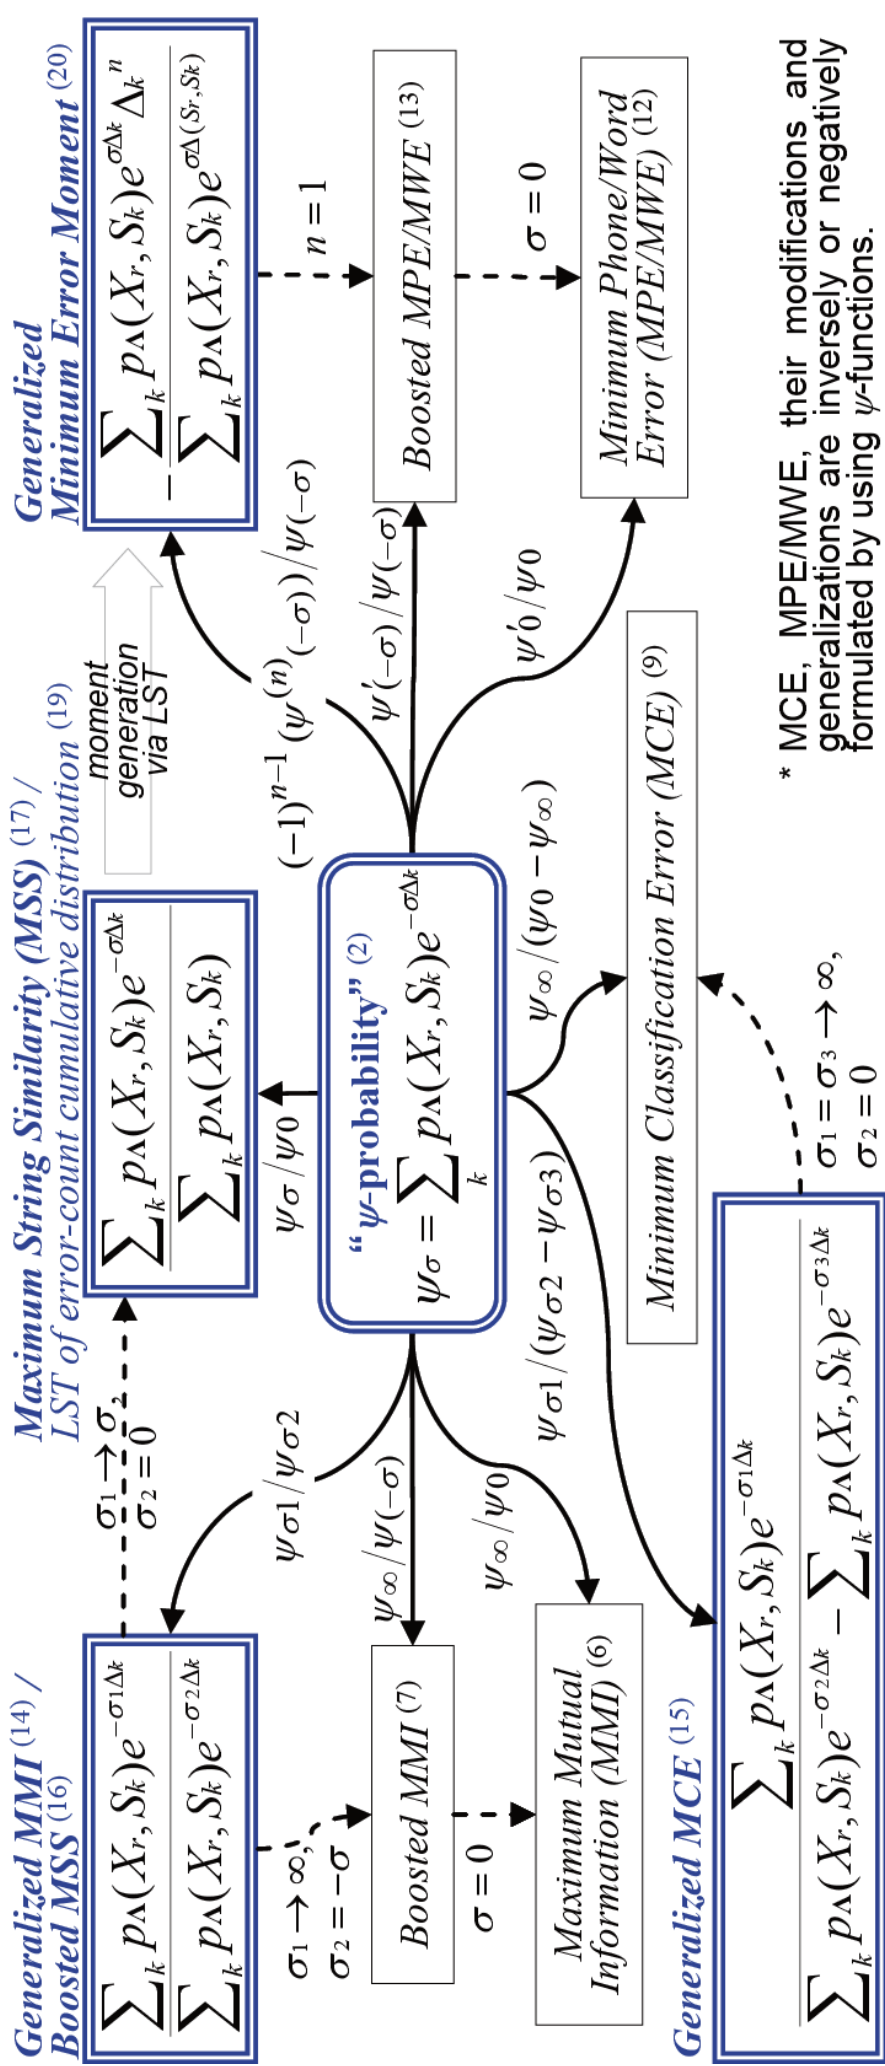 Generalized MMI (14) /
Boosted MSS (16)
∑k pΛ(Xr, Sk)e^−σ1Δk
∑k pΛ(Xr, Sk)e^−σ2Δk
σ1 → σ,
σ2 = 0
Maximum String Similarity (MSS) (17) /
LST of error-count cumulative distribution (19)
∑k pΛ(Xr, Sk)e^−σΔk
∑k pΛ(Xr, Sk)
moment
generation
via LST
Generalized
Minimum Error Moment (20)
− ∑k pΛ(Xr, Sk)e^σΔk Δk^n
∑k pΛ(Xr, Sk)e^σΔ(Sr,Sk)
σ1 → ∞,
σ2 = −σ
ψσ1/ψσ2
ψσ/ψ0
(−1)^n−1 (ψ^(n)(−σ))/ψ(−σ)
n = 1
Boosted MMI (7)
ψ∞/ψ(−σ)
“ψ-probability” (2)
ψσ = ∑k pΛ(Xr, Sk)e^−σΔk
ψ′(−σ)/ψ(−σ)
Boosted MPE/MWE (13)
σ = 0
ψ∞/ψ0
ψ′0/ψ0
σ = 0
Maximum Mutual
Information (MMI) (6)
ψσ1/(ψσ2 − ψσ3)
ψ∞/(ψ0 − ψ∞)
Minimum Phone/Word
Error (MPE/MWE) (12)
Minimum Classification Error (MCE) (9)
Generalized MCE (15)
∑k pΛ(Xr, Sk)e^−σ1Δk
∑k pΛ(Xr, Sk)e^−σ2Δk − ∑k pΛ(Xr, Sk)e^−σ3Δk
σ1 = σ3 → ∞,
σ2 = 0
* MCE, MPE/MWE, their modifications and
generalizations are inversely or negatively
formulated by using ψ-functions.